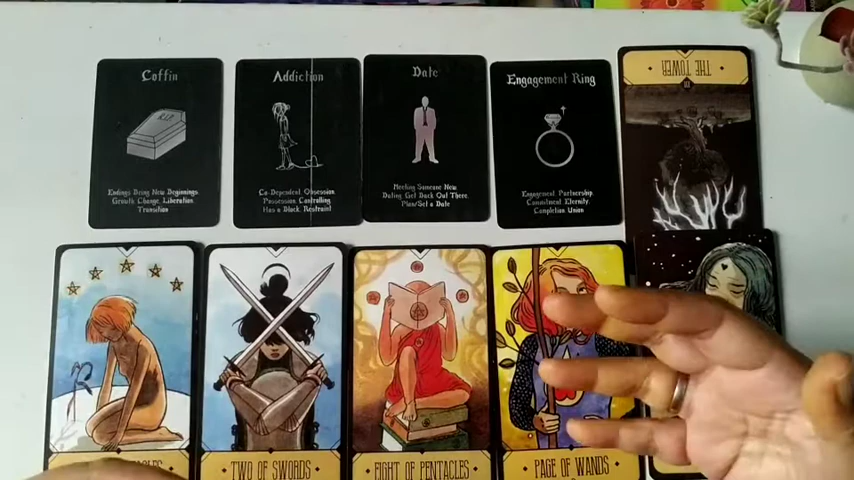 Coffin
R.I.P
Endings Bring New Beginnings
Growth Change, Liberation
Transition
Addiction
Co-Dependent, Obsession
Possession, Controlling
Has a Black, Restraint
Date
Meeting Someone New
Dating Get Back Out There
Plan/Set a Date
Engagement Ring
Engagement, Partnership,
Commitment, Eternity,
Completion Union
THE TOWER
TWO OF SWORDS
EIGHT OF PENTACLES
PAGE OF WANDS